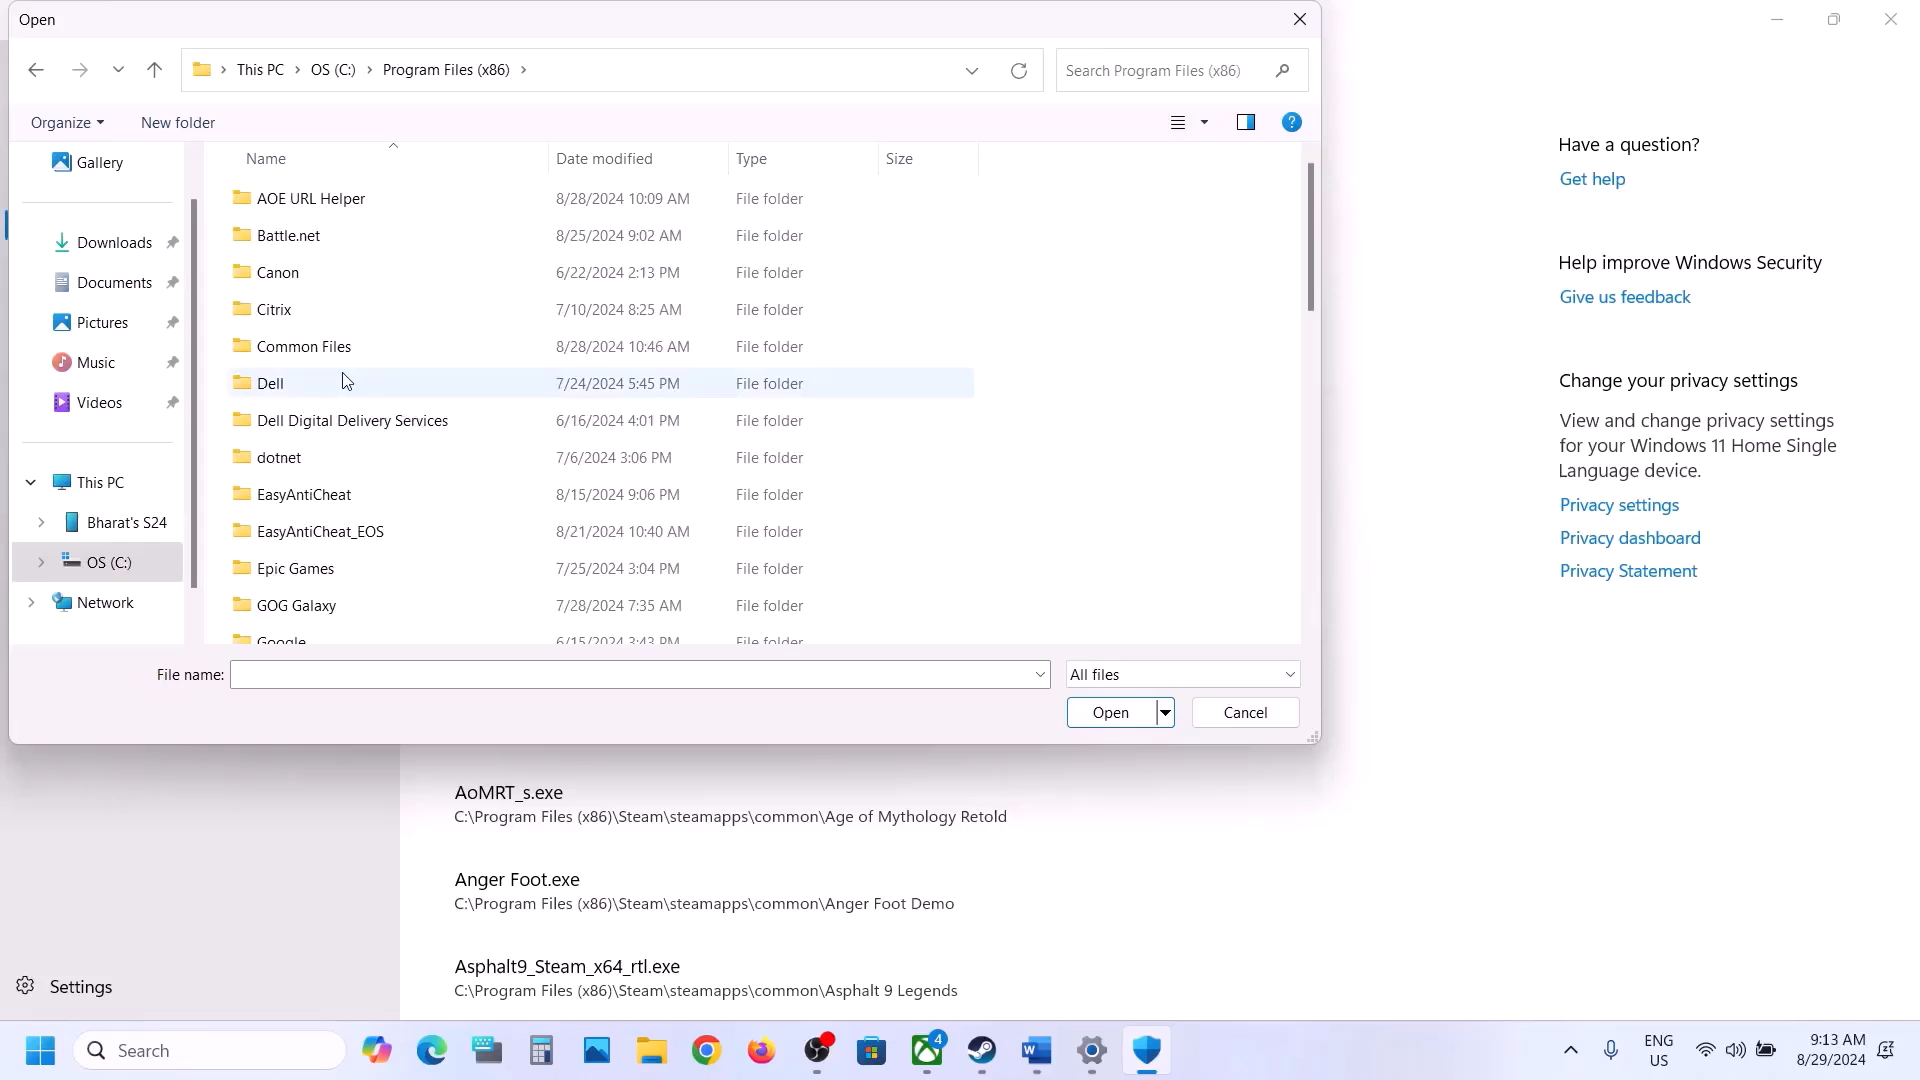 Open
This PC
OS (C:)
Program Files (x86)
Search Program Files (x86)
Organize
New folder
Gallery
Downloads
Documents
Pictures
Music
Videos
This PC
Bharat's S24
OS (C:)
Network
Name Date modified Type Size
AOE URL Helper 8/28/2024 10:09 AM File folder
Battle.net 8/25/2024 9:02 AM File folder
Canon 6/22/2024 2:13 PM File folder
Citrix 7/10/2024 8:25 AM File folder
Common Files 8/28/2024 10:46 AM File folder
Dell 7/24/2024 5:45 PM File folder
Dell Digital Delivery Services 6/16/2024 4:01 PM File folder
dotnet 7/6/2024 3:06 PM File folder
EasyAntiCheat 8/15/2024 9:06 PM File folder
EasyAntiCheat_EOS 8/21/2024 10:40 AM File folder
Epic Games 7/25/2024 3:04 PM File folder
GOG Galaxy 7/28/2024 7:35 AM File folder
Google 6/15/2024 3:43 PM File folder
File name:
All files
Open
Cancel
Have a question?
Get help
Help improve Windows Security
Give us feedback
Change your privacy settings
View and change privacy settings
for your Windows 11 Home Single
Language device.
Privacy settings
Privacy dashboard
Privacy Statement
AoMRT_s.exe
C:\Program Files (x86)\Steam\steamapps\common\Age of Mythology Retold
Anger Foot.exe
C:\Program Files (x86)\Steam\steamapps\common\Anger Foot Demo
Asphalt9_Steam_x64_rtl.exe
C:\Program Files (x86)\Steam\steamapps\common\Asphalt 9 Legends
Settings
Search
4
ENG
US
9:13 AM
8/29/2024